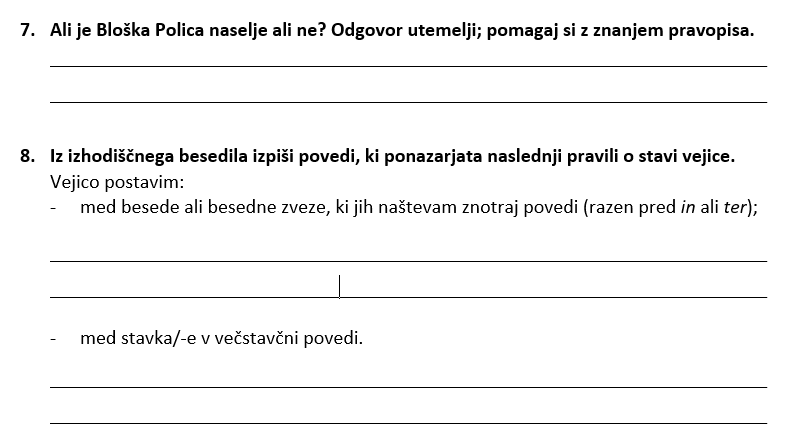 7. Ali je Bloška Polica naselje ali ne? Odgovor utemelji; pomagaj si z znanjem pravopisa.
8. Iz izhodiščnega besedila izpiši povedi, ki ponazarjata naslednji pravili o stavi vejice.
Vejico postavim:
- med besede ali besedne zveze, ki jih naštevam znotraj povedi (razen pred in ali ter);
- med stavka/-e v večstavčni povedi.